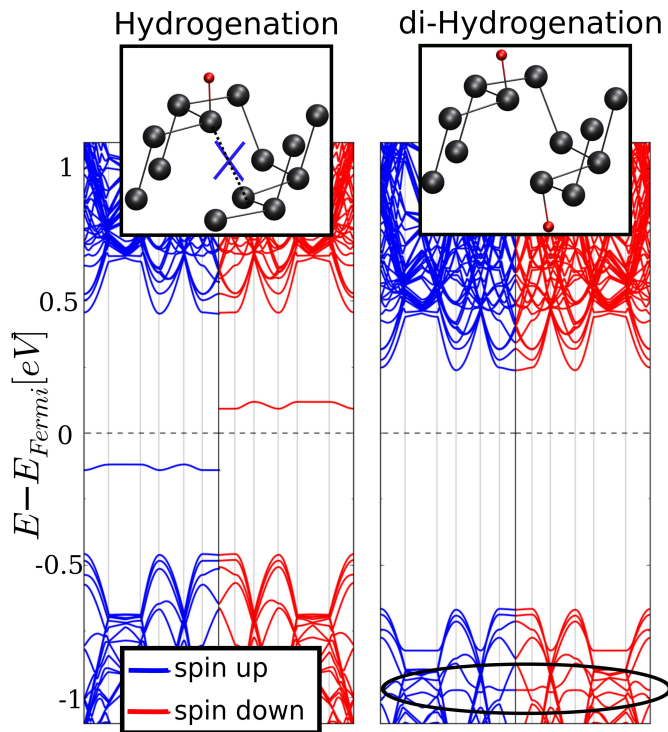 Hydrogenation
di-Hydrogenation
1
0.5
0
-0.5
-1
E−E_Fermi[eV]
spin up
spin down